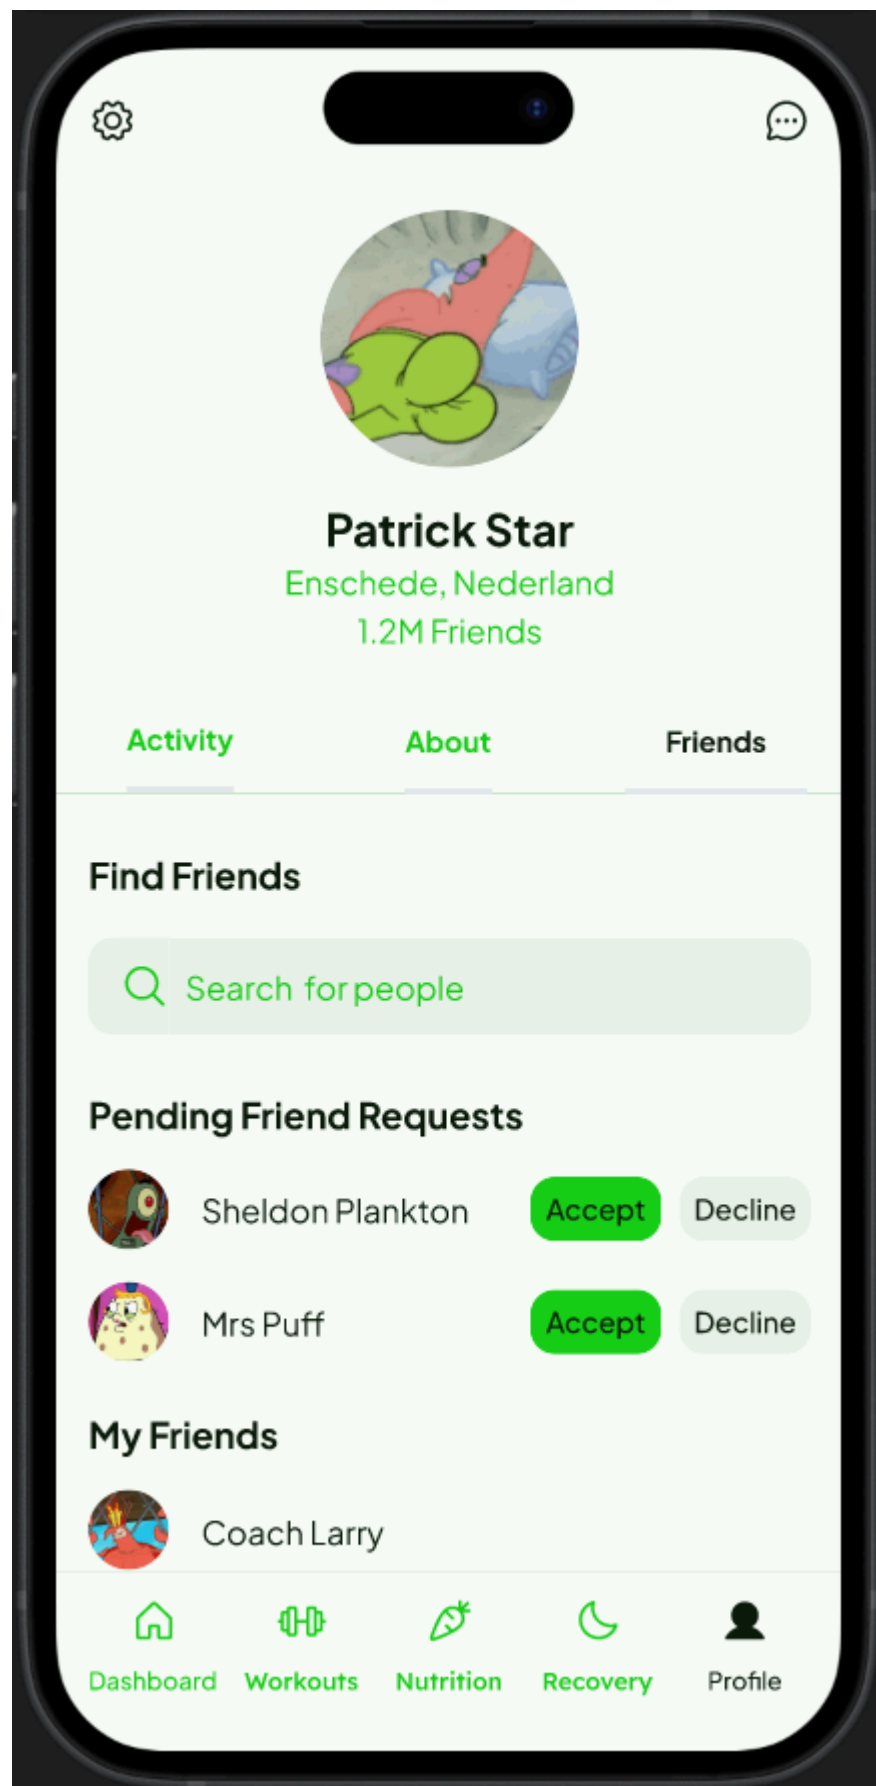 Patrick Star
Enschede, Nederland
1.2M Friends
Activity About Friends
Find Friends
Search for people
Pending Friend Requests
Sheldon Plankton Accept Decline
Mrs Puff Accept Decline
My Friends
Coach Larry
Dashboard Workouts Nutrition Recovery Profile